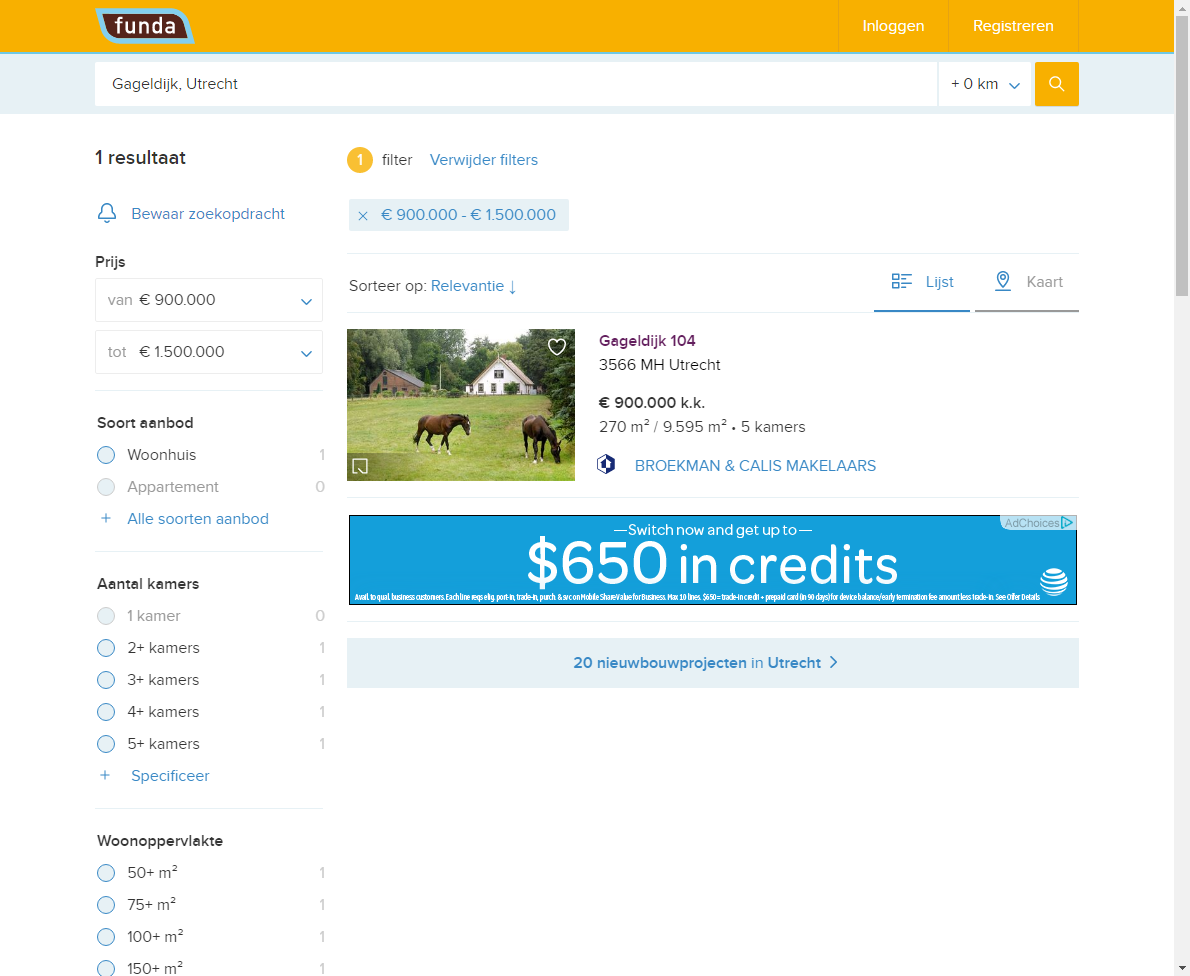 funda
Inloggen
Registreren
Gageldijk, Utrecht
+ 0 km
1 resultaat
Bewaar zoekopdracht
Prijs
van € 900.000
tot € 1.500.000
Soort aanbod
Woonhuis 1
Appartement 0
+ Alle soorten aanbod
Aantal kamers
1 kamer 0
2+ kamers 1
3+ kamers 1
4+ kamers 1
5+ kamers 1
+ Specificeer
Woonoppervlakte
50+ m² 1
75+ m² 1
100+ m² 1
150+ m² 1
1 filter Verwijder filters
× € 900.000 - € 1.500.000
Sorteer op: Relevantie ↓
Lijst
Kaart
Gageldijk 104
3566 MH Utrecht
€ 900.000 k.k.
270 m² / 9.595 m² • 5 kamers
BROEKMAN & CALIS MAKELAARS
AdChoices
—Switch now and get up to—
$650 in credits
Avail. to qual. business customers. Each line reqs elig. port-in, trade-in, purch. & svc on Mobile Share Value for Business. Max 10 lines. $650 = trade-in credit + prepaid card (in 90 days) for device balance/early termination fee amount less trade-in. See Offer Details
20 nieuwbouwprojecten in Utrecht >